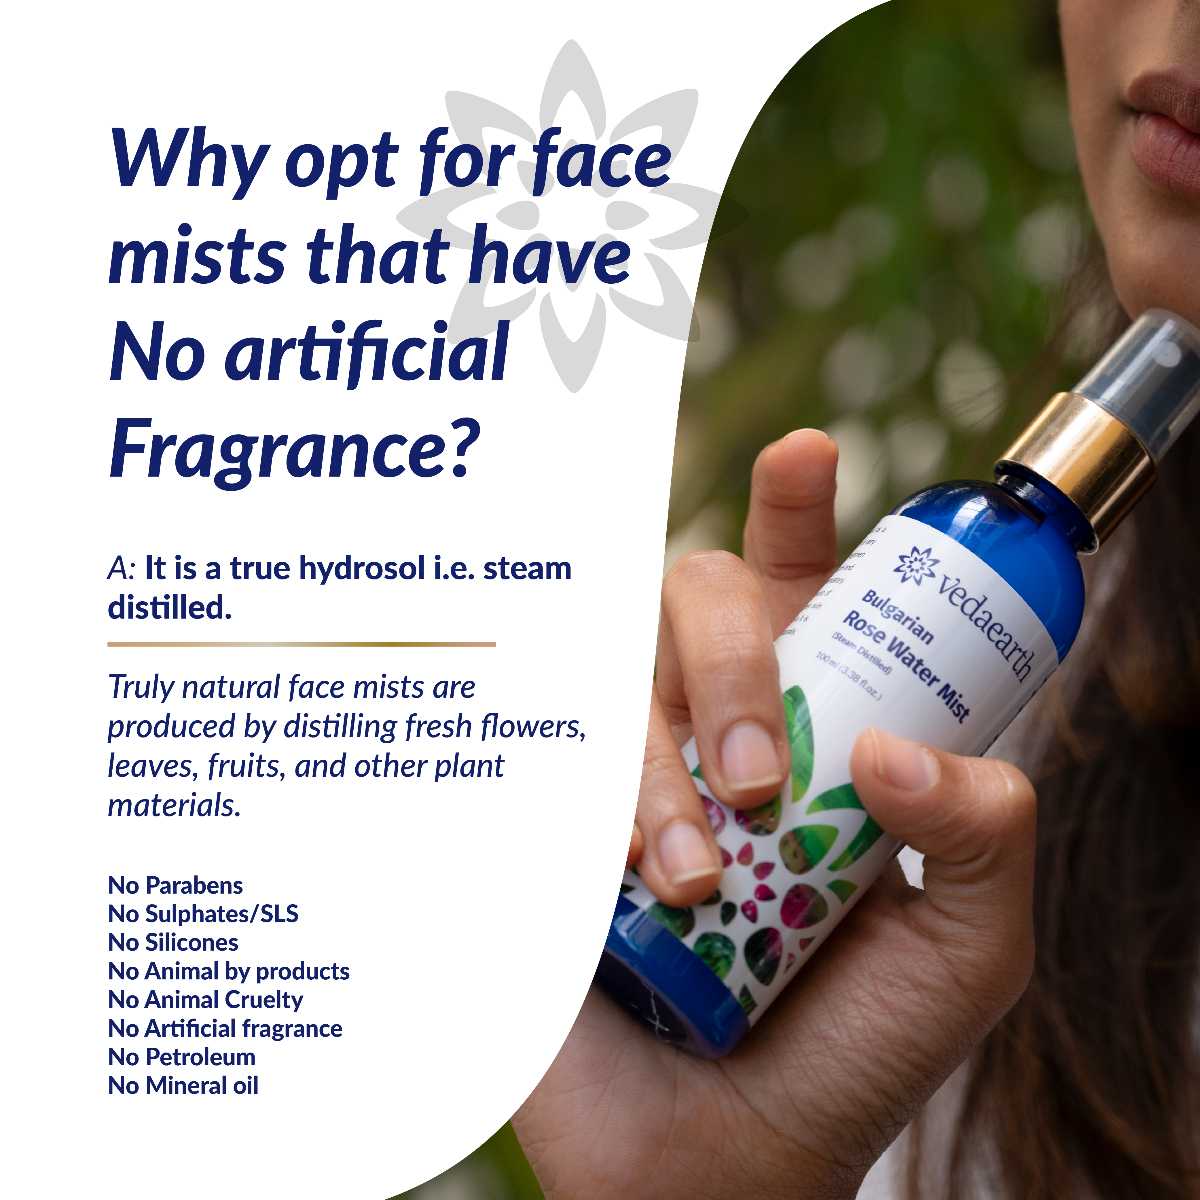 Why opt for face
mists that have
No artificial
Fragrance?
A: It is a true hydrosol i.e. steam
distilled.
Truly natural face mists are
produced by distilling fresh flowers,
leaves, fruits, and other plant
materials.
No Parabens
No Sulphates/SLS
No Silicones
No Animal by products
No Animal Cruelty
No Artificial fragrance
No Petroleum
No Mineral oil
vedaearth
Bulgarian
Rose Water Mist
(Steam Distilled)
100 ml (3.38 fl.oz.)